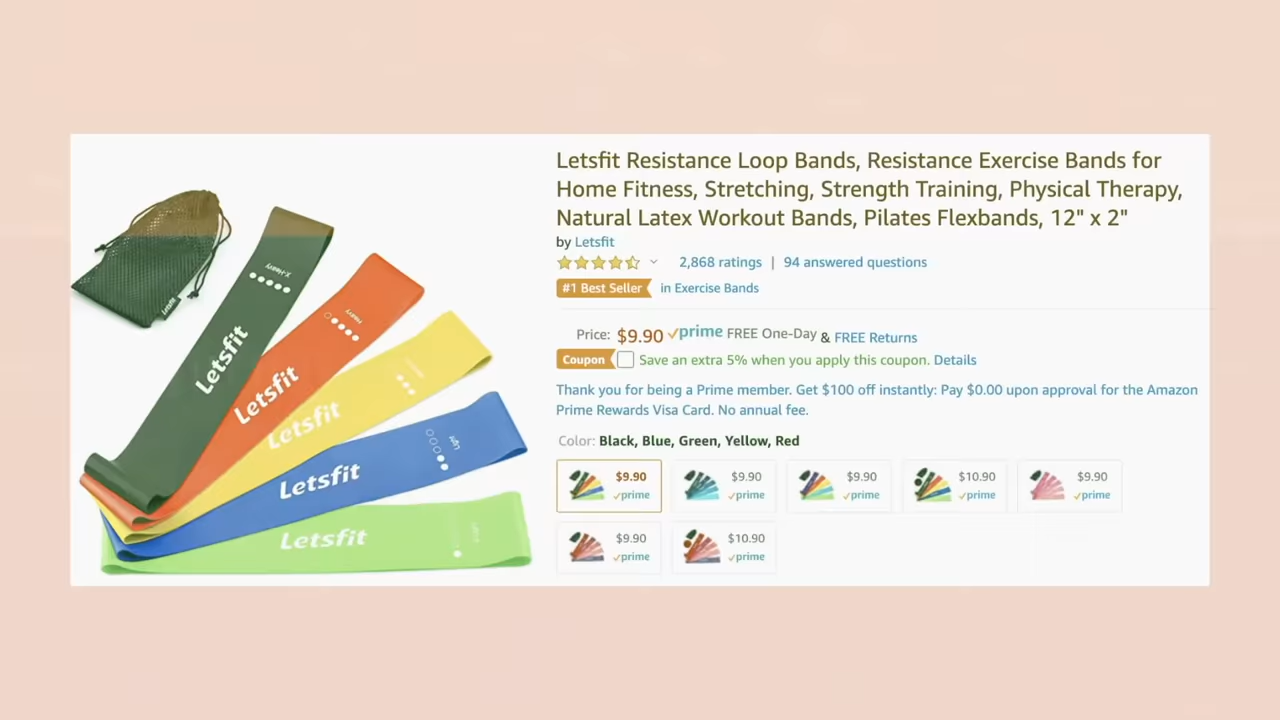 Letsfit Resistance Loop Bands, Resistance Exercise Bands for
Home Fitness, Stretching, Strength Training, Physical Therapy,
Natural Latex Workout Bands, Pilates Flexbands, 12" x 2"
by Letsfit
2,868 ratings | 94 answered questions
#1 Best Seller in Exercise Bands
Price: $9.90 prime FREE One-Day & FREE Returns
Coupon Save an extra 5% when you apply this coupon. Details
Thank you for being a Prime member. Get $100 off instantly: Pay $0.00 upon approval for the Amazon
Prime Rewards Visa Card. No annual fee.
Color: Black, Blue, Green, Yellow, Red
$9.90 $9.90 $9.90 $10.90 $9.90
prime prime prime prime prime
$9.90 $10.90
prime prime
X-Heavy
Letsfit
Letsfit
Heavy
Letsfit
Letsfit
Light
Letsfit
Letsfit